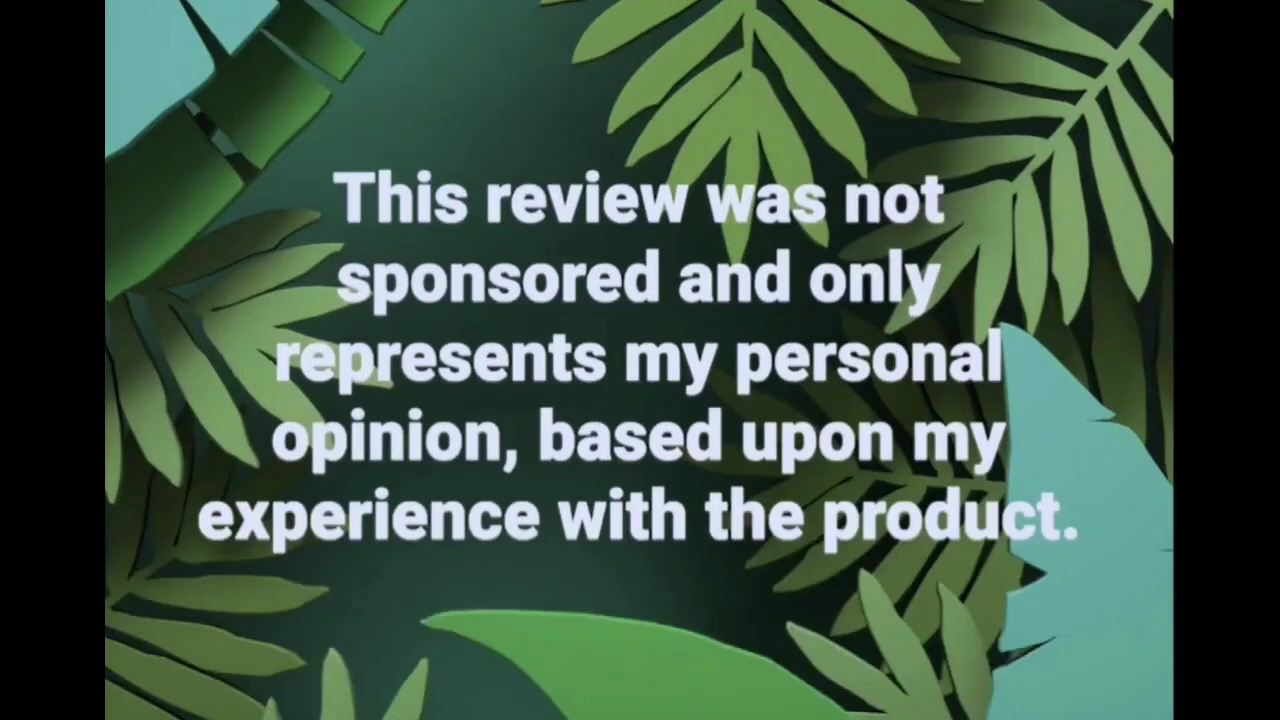 This review was not
sponsored and only
represents my personal
opinion, based upon my
experience with the product.